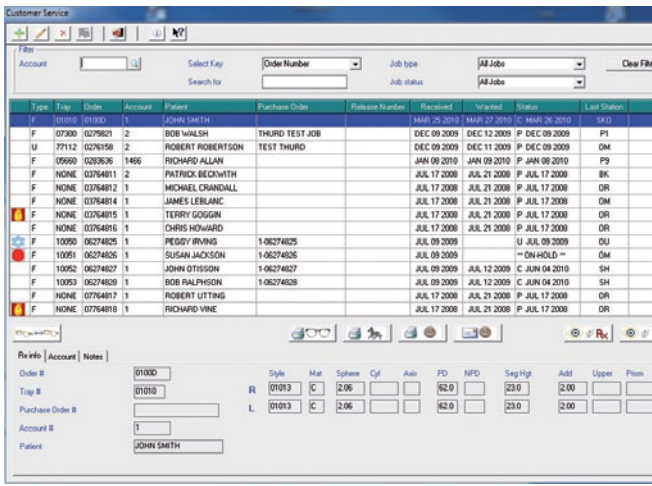 Customer Service
Filter
Account Select Key Order Number Job type All Jobs Clear Filte
Search for Job status All Jobs
Type Tray Order Account Patient Purchase Order Release Number Received Wanted Status Last Station
F 01010 0100D 1 JOHN SMITH MAR 25 2010 MAR 27 2010 C MAR 26 2010 SKO
F 07300 0275821 2 BOB WALSH THURD TEST JOB DEC 09 2009 DEC 12 2009 P DEC 09 2009 P1
U 77112 0276158 2 ROBERT ROBERTSON TEST THURD DEC 09 2009 DEC 12 2009 P DEC 09 2009 OM
F 05660 0283636 1466 RICHARD ALLAN JAN 08 2010 JAN 09 2010 P JAN 08 2010 P9
F NONE 03764811 2 PATRICK BECKWITH JUL 17 2008 JUL 21 2008 P JUL 17 2008 BK
F NONE 03764812 1 MICHAEL CRANDALL JUL 17 2008 JUL 21 2008 P JUL 17 2008 OR
F NONE 03764814 1 JAMES LEBLANC JUL 17 2008 JUL 21 2008 P JUL 17 2008 OM
F NONE 03764815 1 TERRY GOGGIN JUL 17 2008 JUL 21 2008 P JUL 17 2008 OR
F NONE 03764816 1 CHRIS HOWARD JUL 17 2008 JUL 21 2008 P JUL 17 2008 OR
F 10050 06274825 1 PEGGY IRVING 1-06274825 JUL 09 2009 U JUL 09 2009 OU
F 10051 06274826 1 SUSAN JACKSON 1-06274826 JUL 09 2009 ** ON-HOLD ** OM
F 10052 06274827 1 JOHN OTISSON 1-06274827 JUL 09 2009 JUL 12 2009 C JUN 04 2010 SH
F 10053 06274828 1 BOB RALPHSON 1-06274828 JUL 09 2009 JUL 12 2009 C JUN 04 2010 SH
F NONE 07764817 1 ROBERT UTTING JUL 17 2008 JUL 21 2008 P JUL 17 2008 OR
F NONE 07764818 1 RICHARD VINE JUL 17 2008 JUL 21 2008 P JUL 17 2008 OR
Rx
Rx info Account Notes
Order # 0100D Style Mat Sphere Cyl Axis PD NPD Seg Hgt Add Upper Prism
Tray # 01010 R 01013 C 2.06 62.0 23.0 2.00
Purchase Order # L 01013 C 2.06 62.0 23.0 2.00
Account # 1
Patient JOHN SMITH